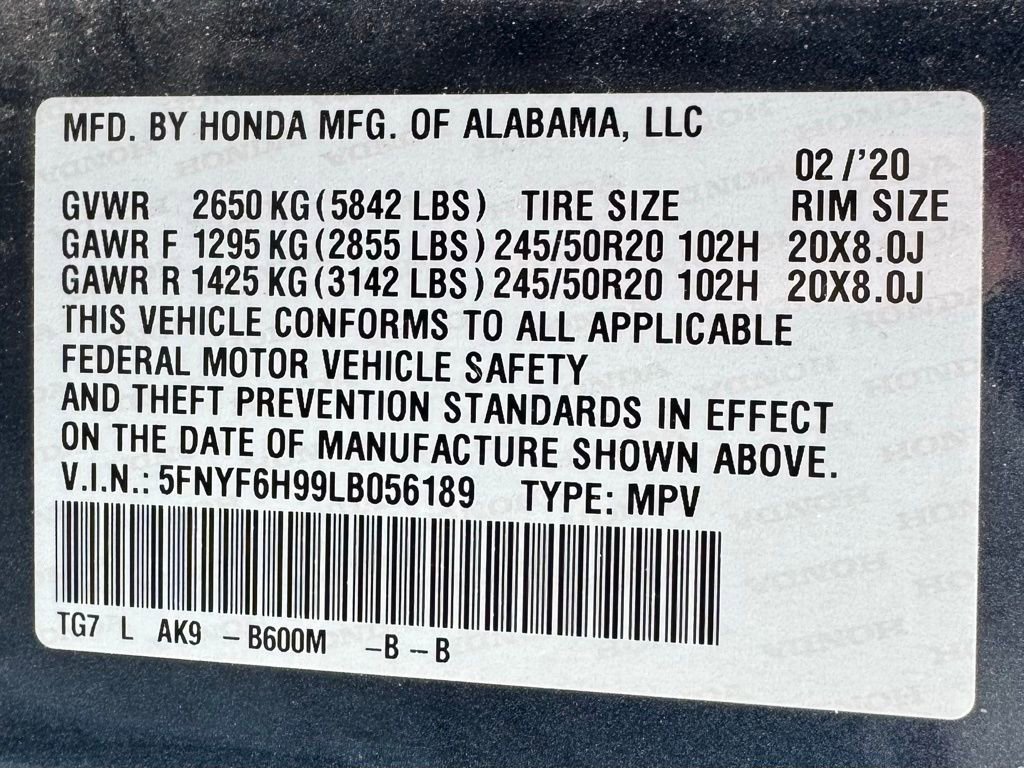 MFD. BY HONDA MFG. OF ALABAMA, LLC
02 /'20
GVWR 2650 KG (5842 LBS) TIRE SIZE RIM SIZE
GAWR F 1295 KG (2855 LBS) 245/50R20 102H 20X8.0J
GAWR R 1425 KG (3142 LBS) 245/50R20 102H 20X8.0J
THIS VEHICLE CONFORMS TO ALL APPLICABLE
FEDERAL MOTOR VEHICLE SAFETY
AND THEFT PREVENTION STANDARDS IN EFFECT
ON THE DATE OF MANUFACTURE SHOWN ABOVE.
V.I.N.: 5FNYF6H99LB056189 TYPE: MPV
TG7 L AK9 – B600M –B – B